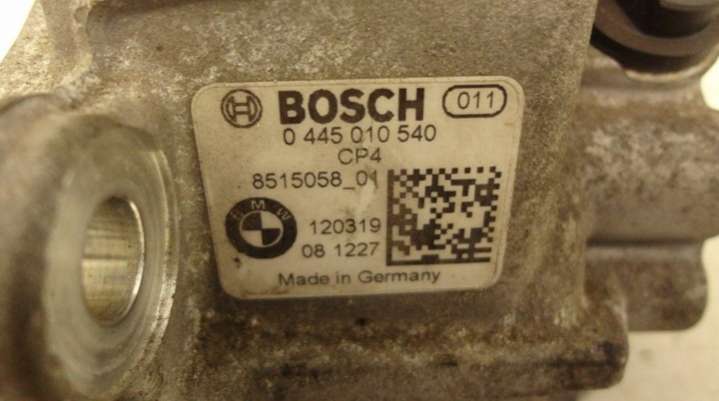 BOSCH 011
0 445 010 540
CP4
8515058_01
BMW
120319
08 1227
Made in Germany